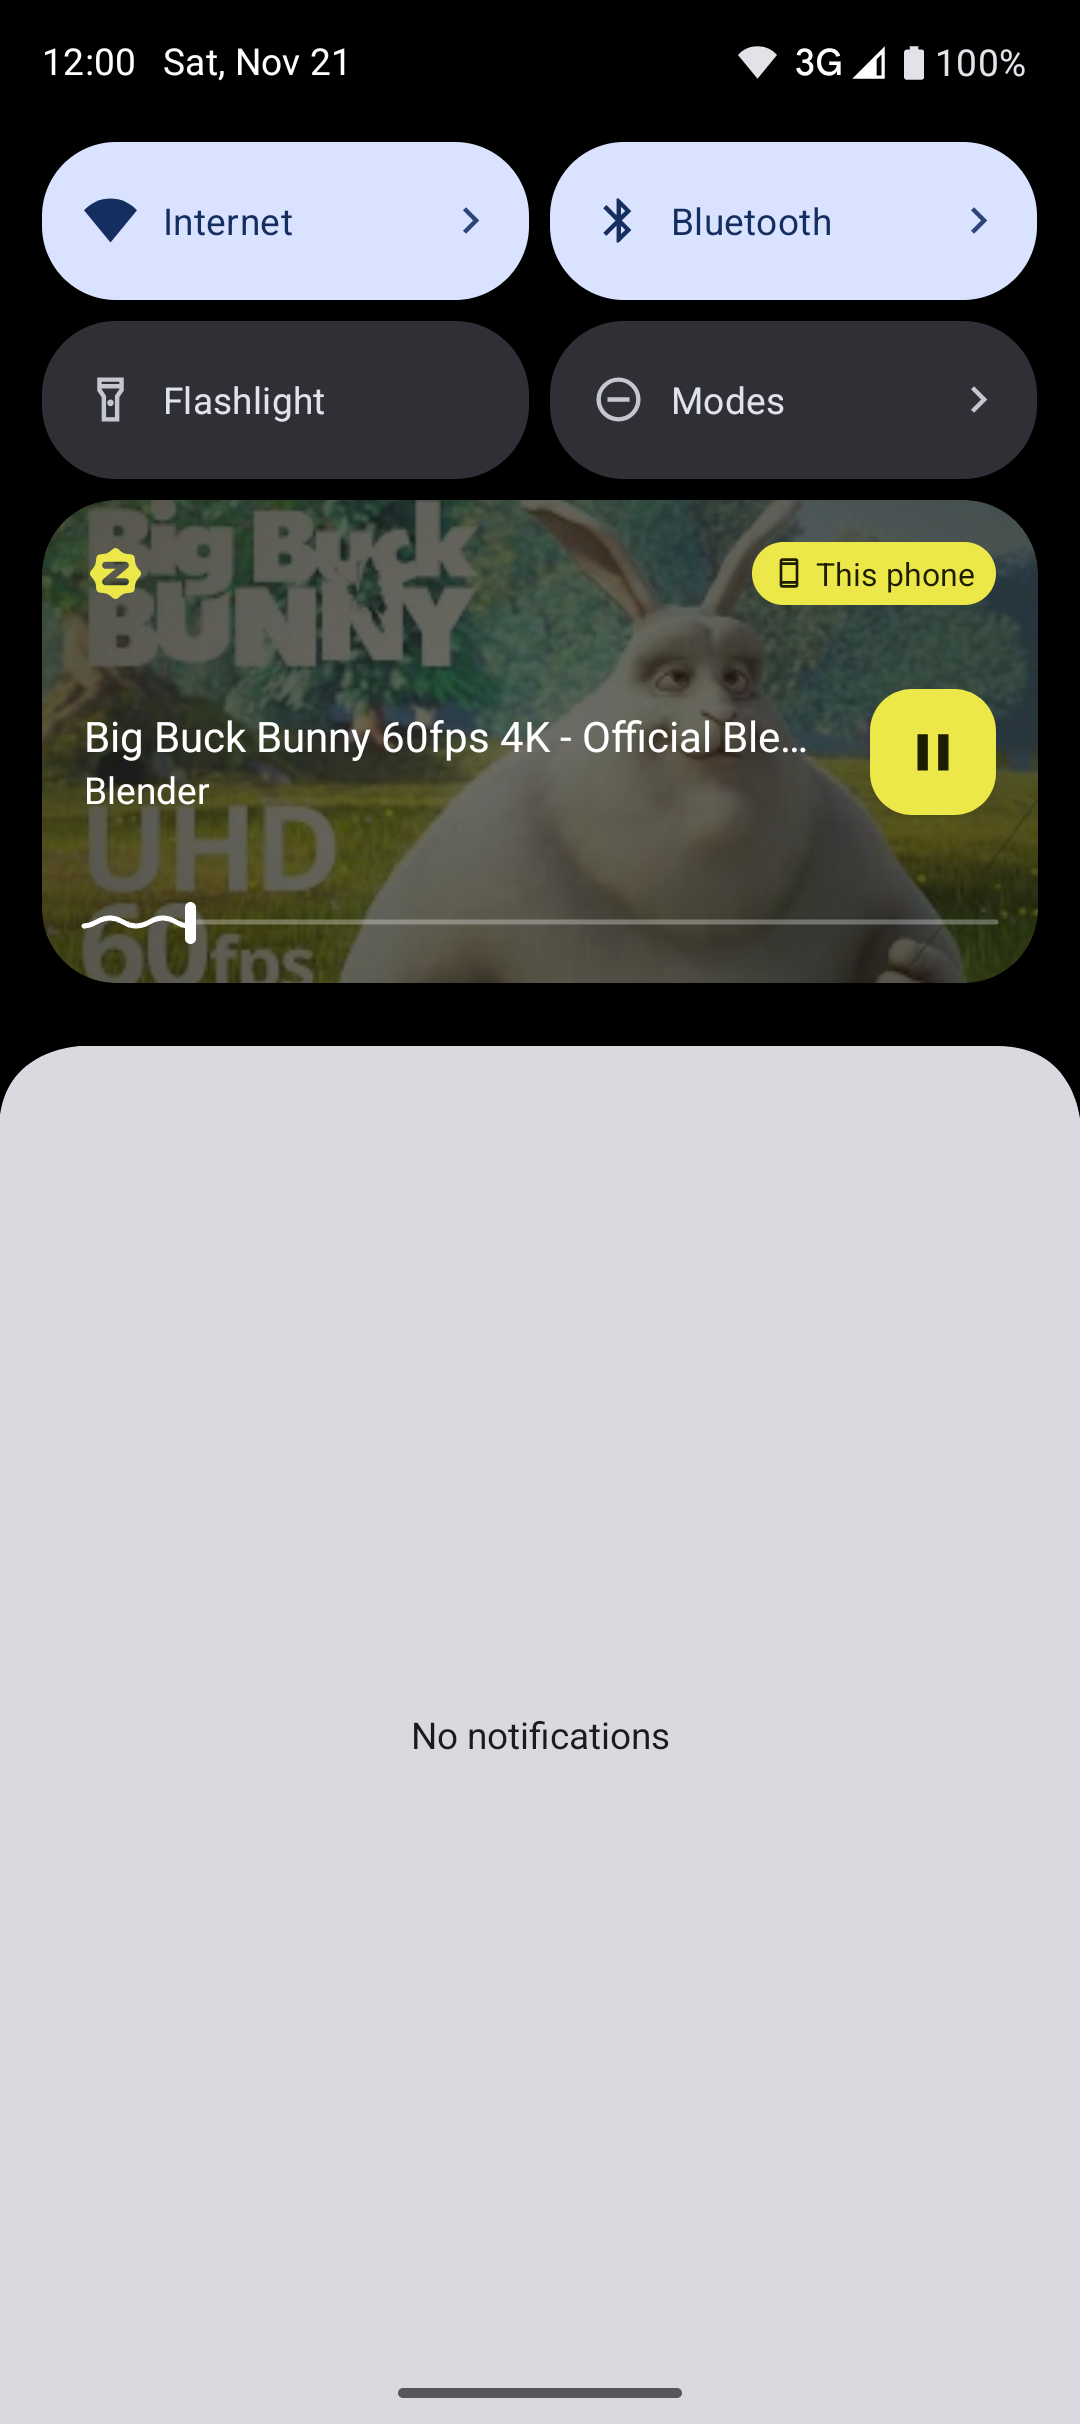 12:00 Sat, Nov 21 3G 100%
Internet
Bluetooth
Flashlight
Modes
Big Buck
BUNNY
This phone
Big Buck Bunny 60fps 4K - Official Ble...
Blender
UHD
60fps
No notifications